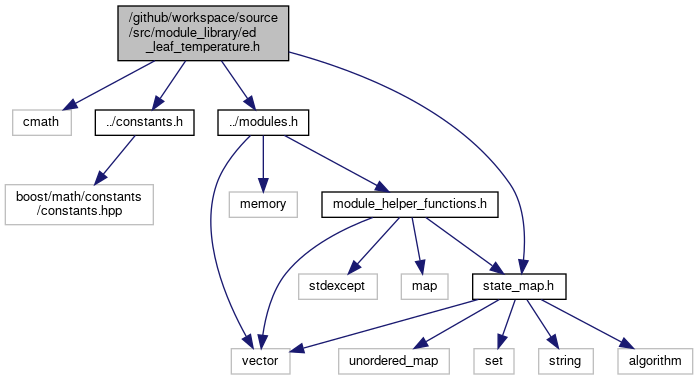 /github/workspace/source
/src/module_library/ed
_leaf_temperature.h
cmath
../constants.h
../modules.h
boost/math/constants
/constants.hpp
memory
module_helper_functions.h
stdexcept
map
state_map.h
vector
unordered_map
set
string
algorithm